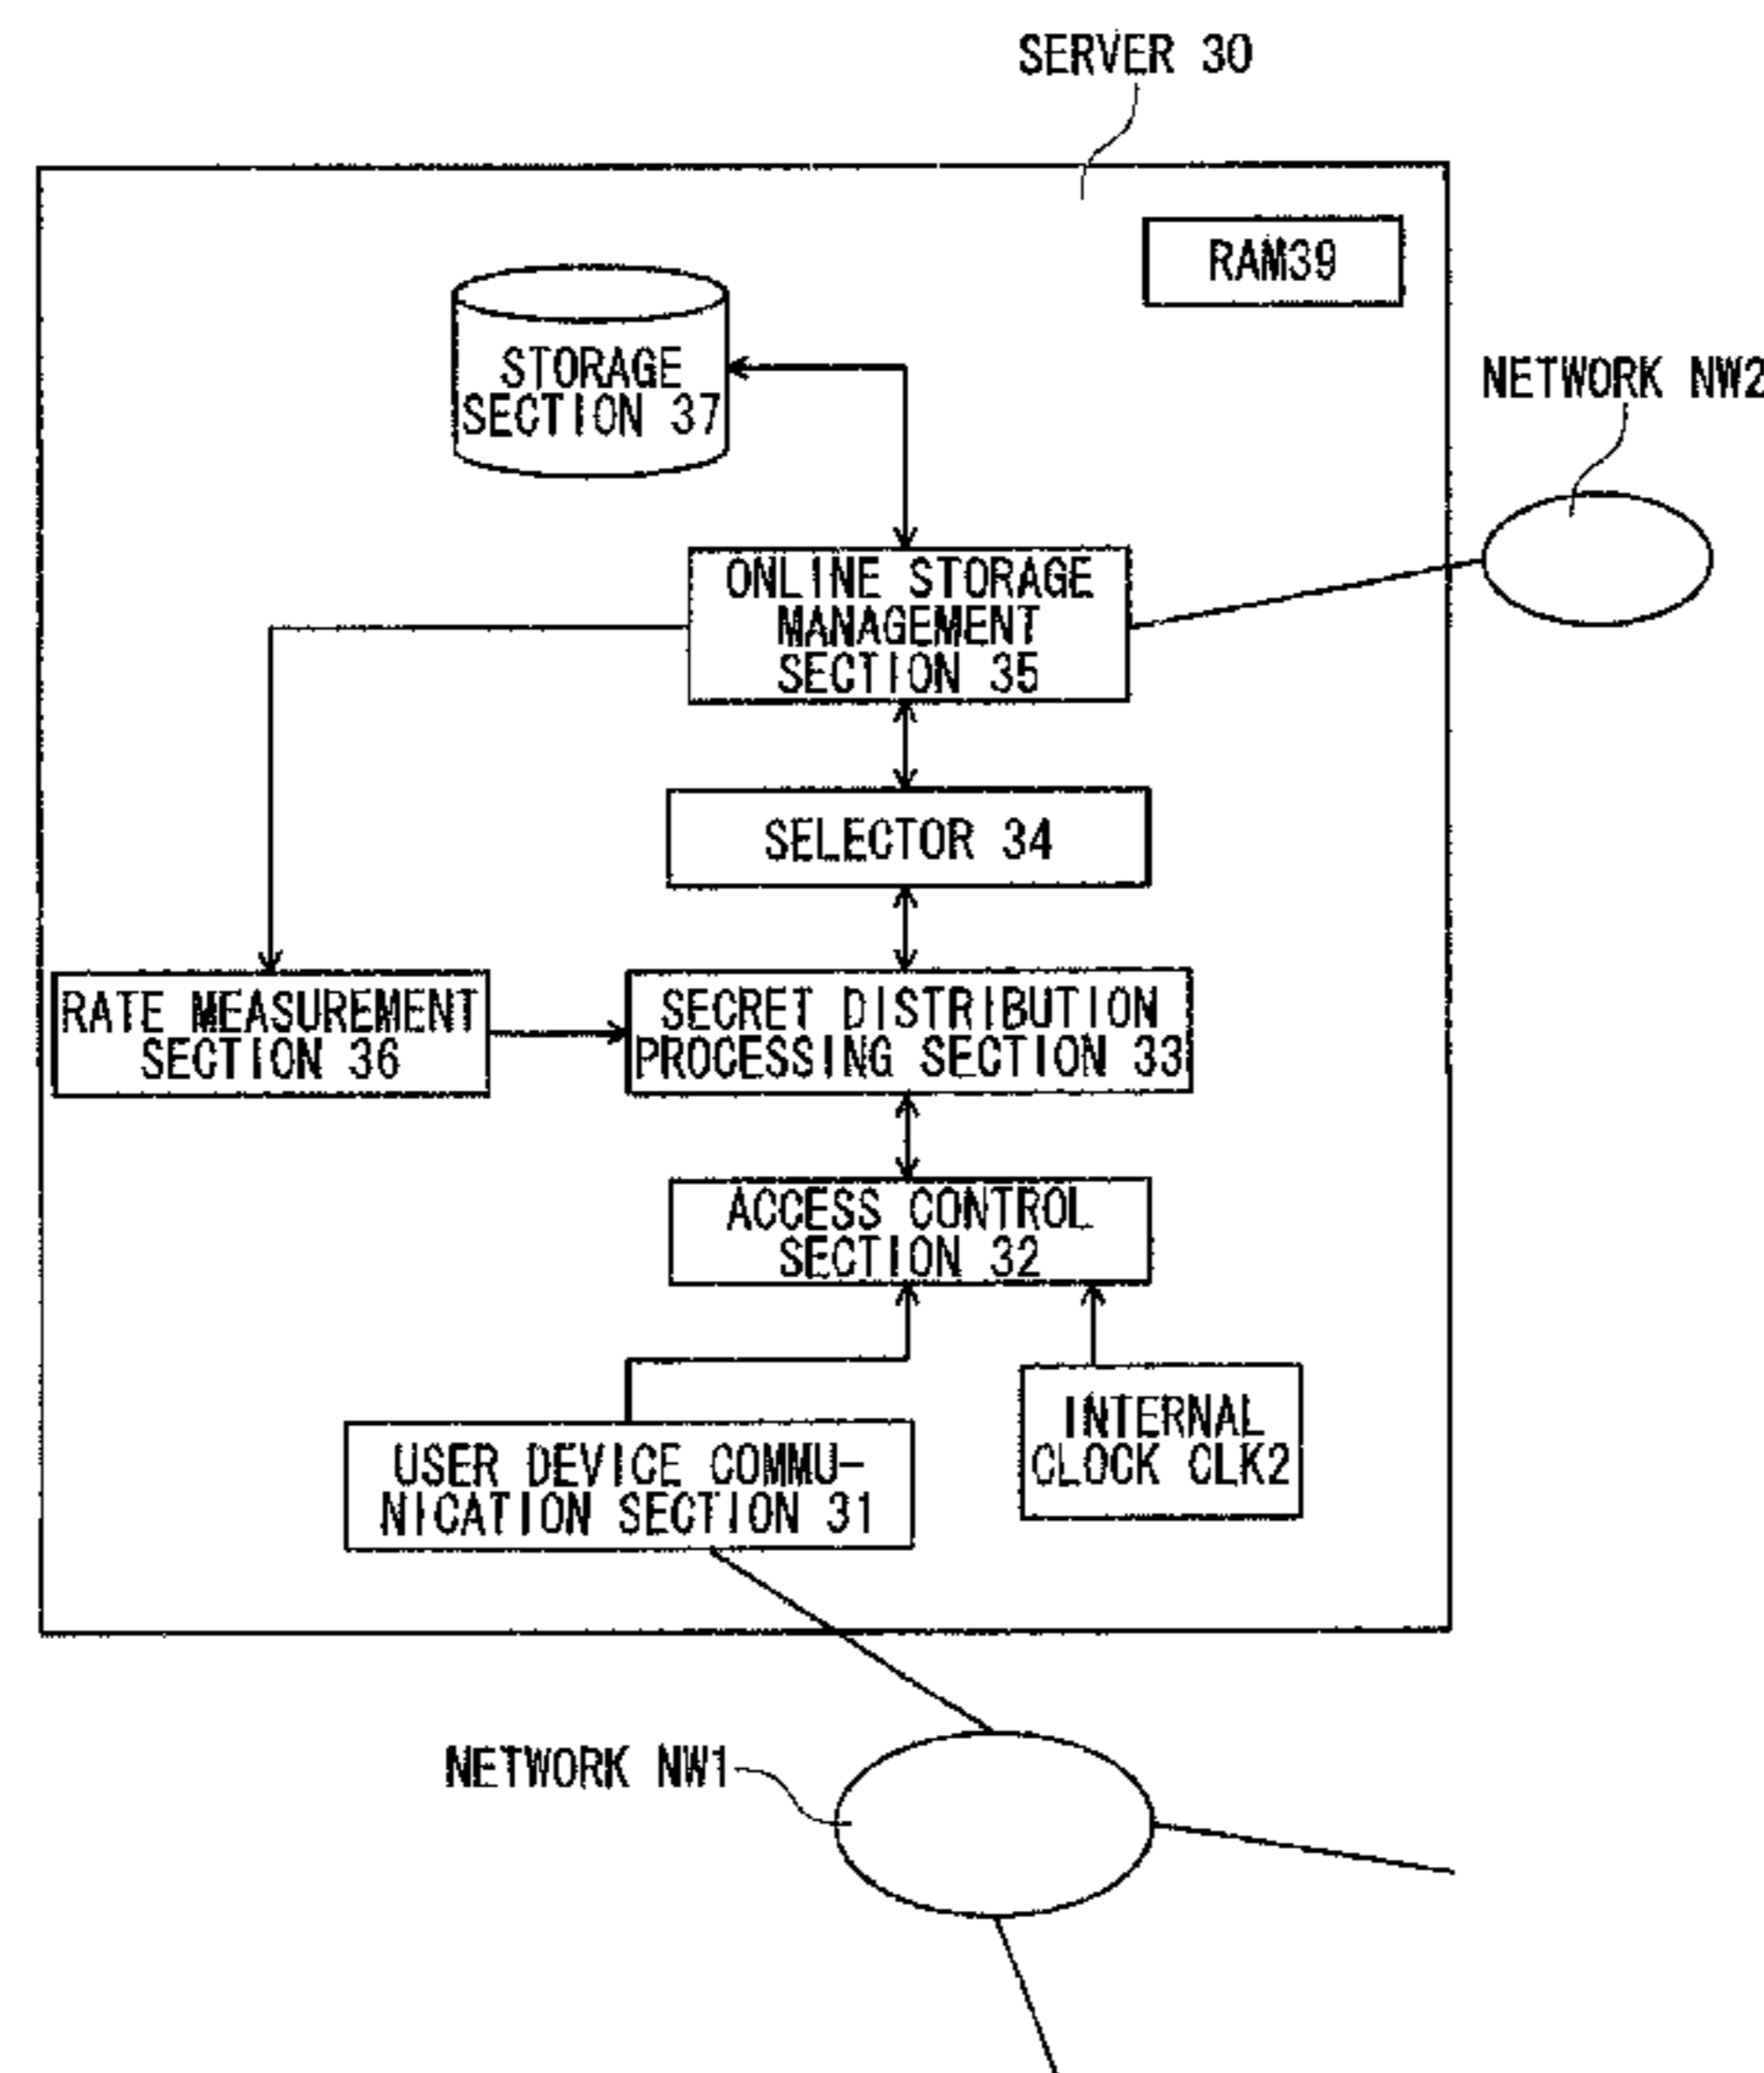 SERVER 30
RAM39
STORAGE
SECTION 37
NETWORK NW2
ONLINE STORAGE
MANAGEMENT
SECTION 35
SELECTOR 34
RATE MEASUREMENT
SECTION 36
SECRET DISTRIBUTION
PROCESSING SECTION 33
ACCESS CONTROL
SECTION 32
INTERNAL
CLOCK CLK2
USER DEVICE COMMU-
NICATION SECTION 31
NETWORK NW1